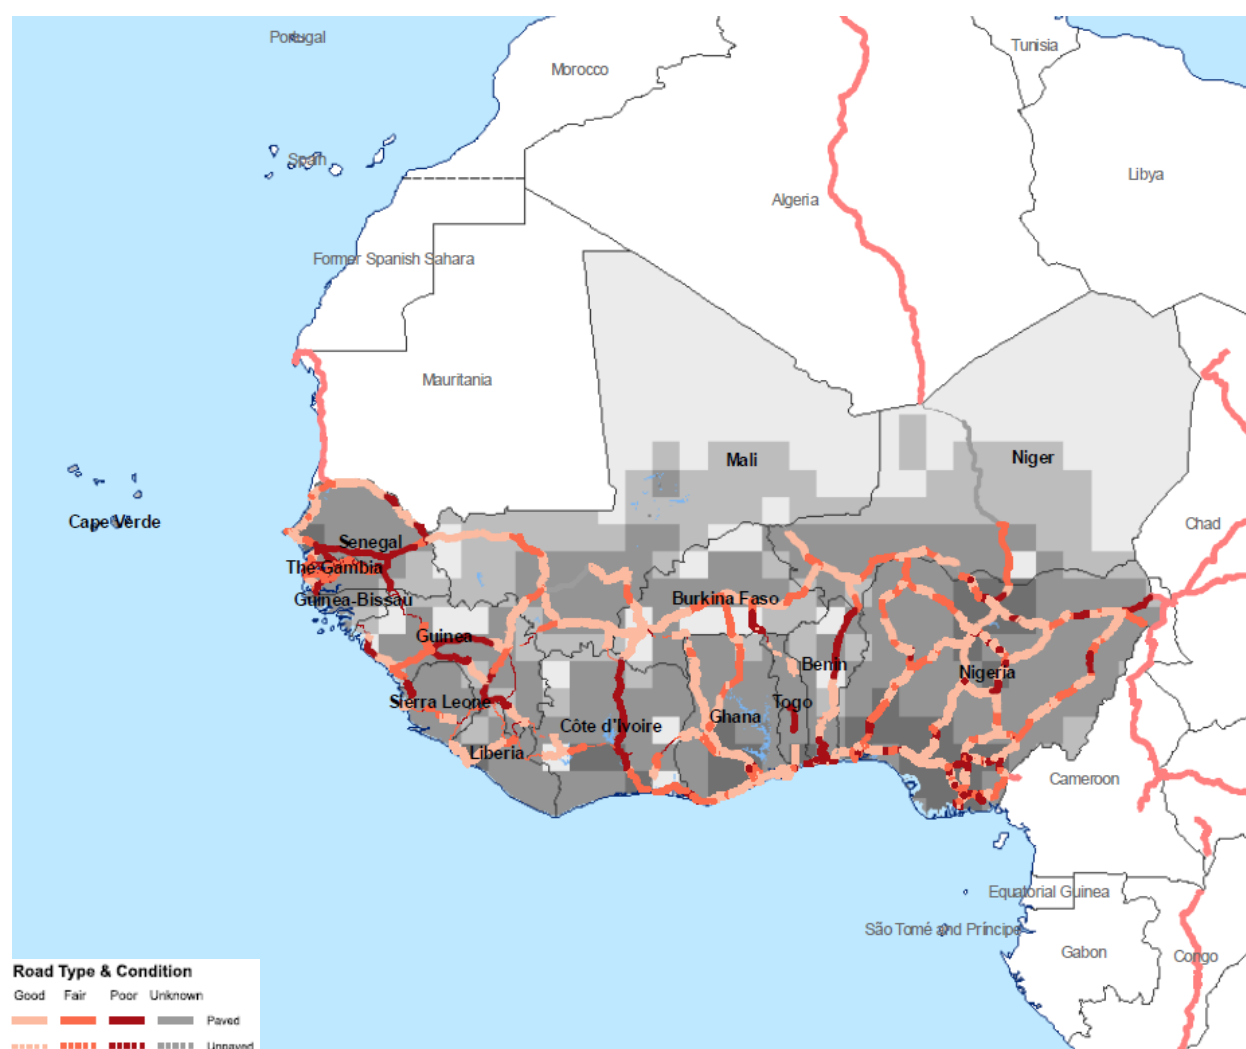 Portugal
Tunisia
Morocco
Spain
Libya
Algeria
Former Spanish Sahara
Mauritania
Mali
Niger
Cape Verde
Chad
Senegal
The Gambia
Guinea-Bissau
Burkina Faso
Guinea
Benin
Nigeria
Sierra Leone
Togo
Ghana
Côte d'Ivoire
Liberia
Cameroon
Equatorial Guinea
São Tomé and Príncipe
Gabon
Congo
Road Type & Condition
Good Fair Poor Unknown
Paved
Unpaved